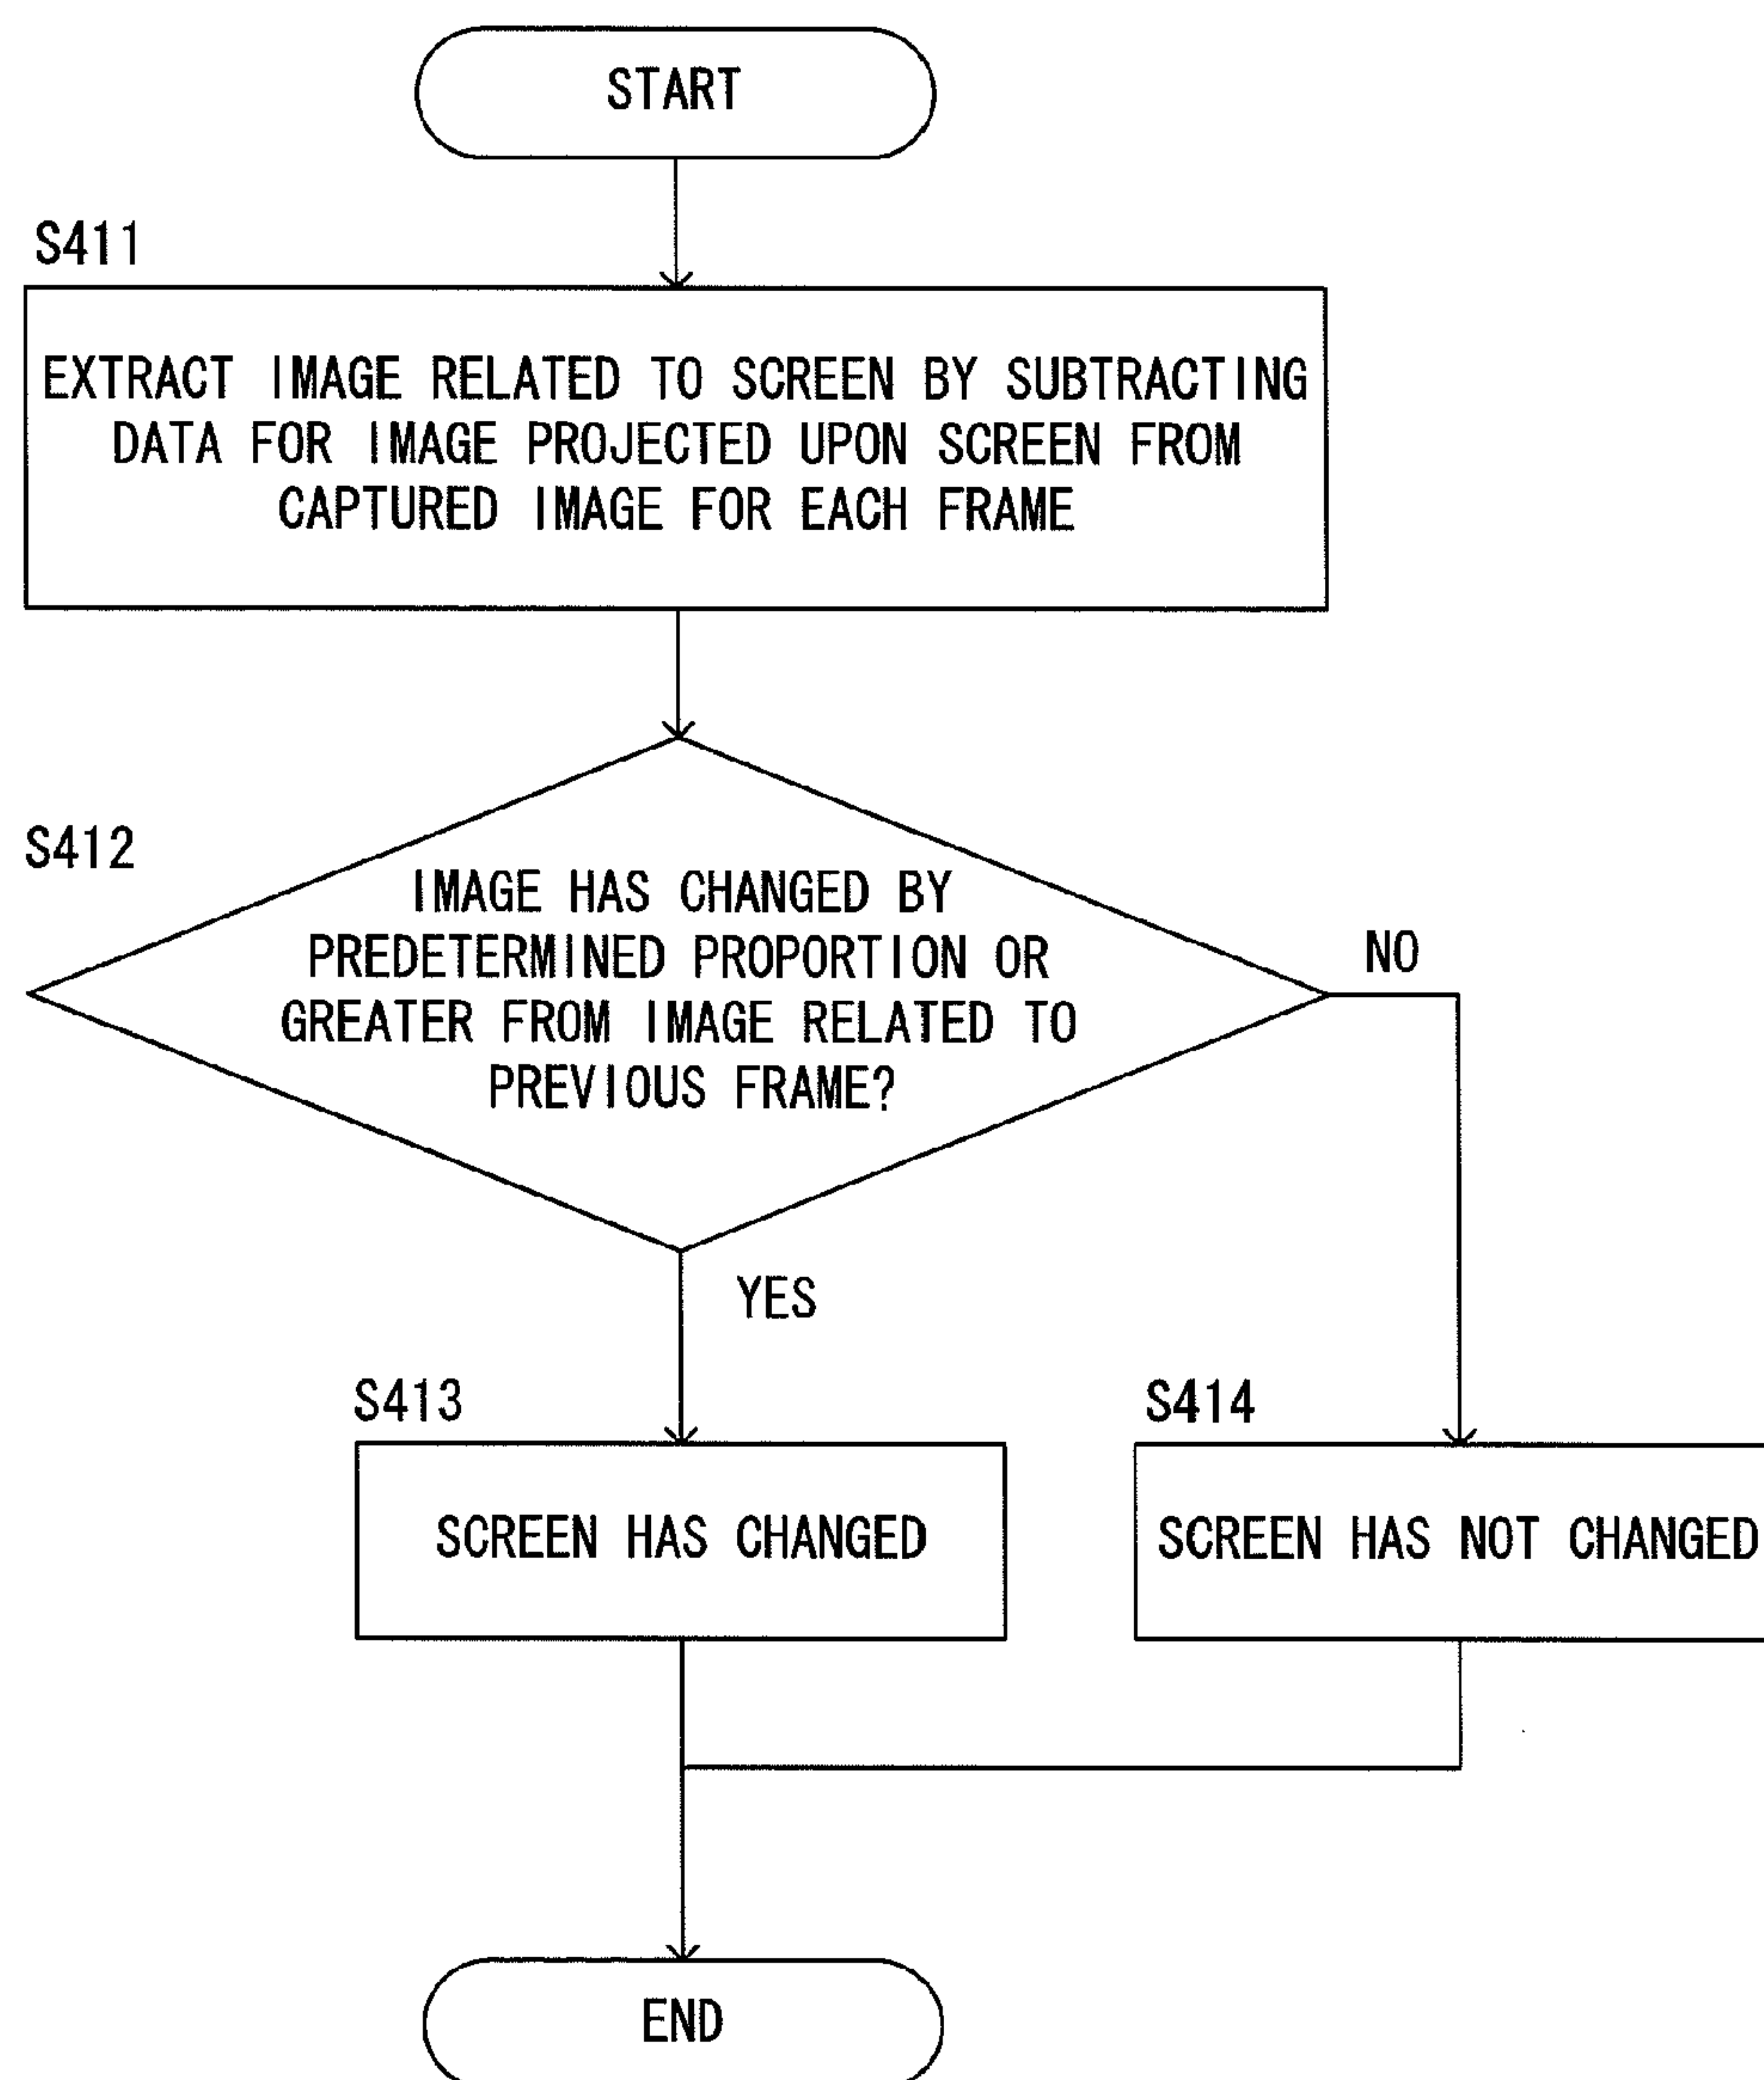 START
S411
EXTRACT IMAGE RELATED TO SCREEN BY SUBTRACTING
DATA FOR IMAGE PROJECTED UPON SCREEN FROM
CAPTURED IMAGE FOR EACH FRAME
S412
IMAGE HAS CHANGED BY
PREDETERMINED PROPORTION OR
GREATER FROM IMAGE RELATED TO
PREVIOUS FRAME?
NO
YES
S413
SCREEN HAS CHANGED
S414
SCREEN HAS NOT CHANGED
END